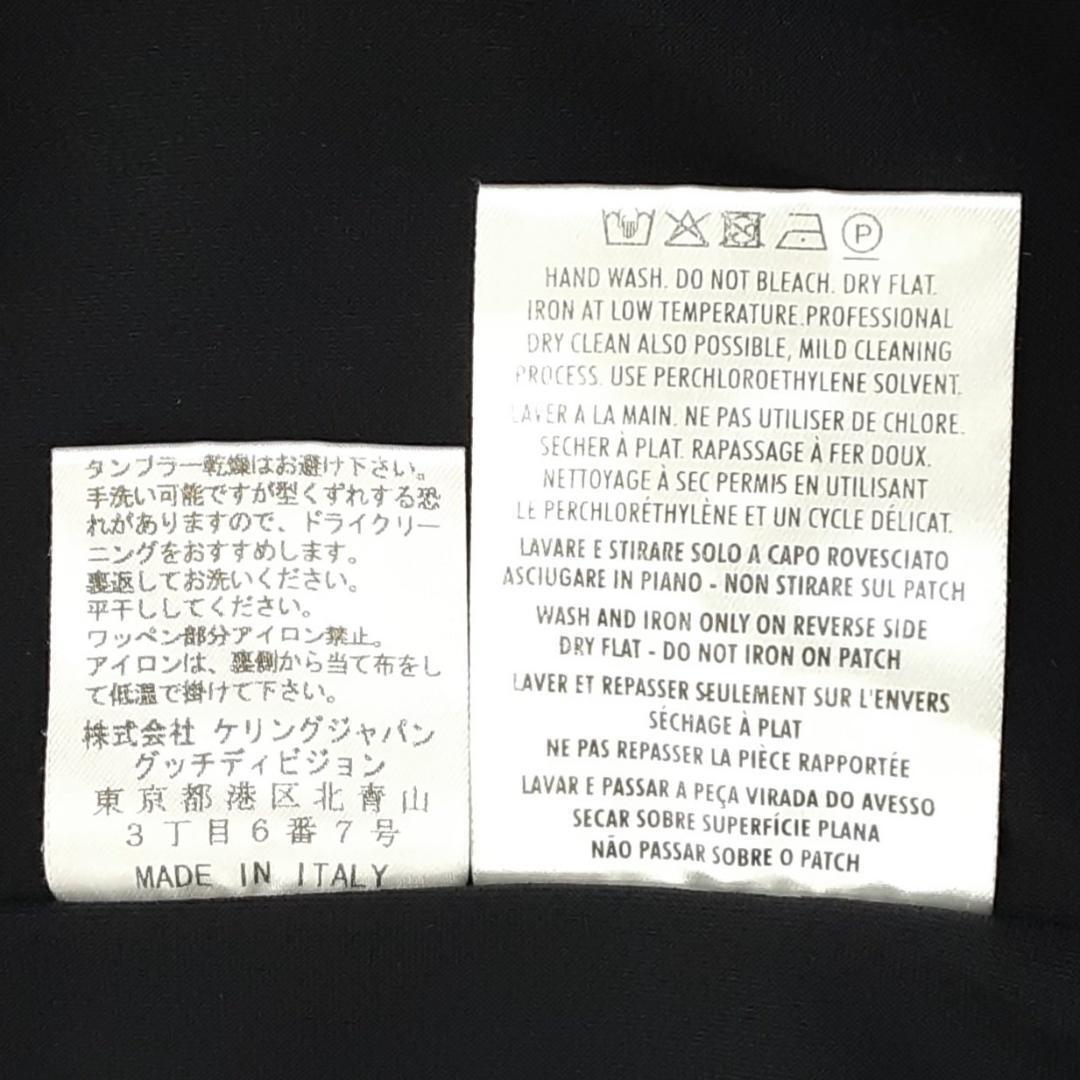 タンブラー乾燥はお避け下さい。
手洗い可能ですが型くずれする恐
れがありますので、ドライクリー
ニングをおすすめします。
裏返してお洗いください。
平干ししてください。
ワッペン部分アイロン禁止。
アイロンは、裏側から当て布をし
て低温で掛けて下さい。
株式会社 ケリングジャパン
グッチディビジョン
東京都港区北青山
3丁目6番7号
MADE IN ITALY
P
HAND WASH. DO NOT BLEACH. DRY FLAT.
IRON AT LOW TEMPERATURE.PROFESSIONAL
DRY CLEAN ALSO POSSIBLE, MILD CLEANING
PROCESS. USE PERCHLOROETHYLENE SOLVENT.
LAVER A LA MAIN. NE PAS UTILISER DE CHLORE.
SECHER À PLAT. RAPASSAGE À FER DOUX.
NETTOYAGE À SEC PERMIS EN UTILISANT
LE PERCHLORÉTHYLÈNE ET UN CYCLE DÉLICAT.
LAVARE E STIRARE SOLO A CAPO ROVESCIATO
ASCIUGARE IN PIANO - NON STIRARE SUL PATCH
WASH AND IRON ONLY ON REVERSE SIDE
DRY FLAT - DO NOT IRON ON PATCH
LAVER ET REPASSER SEULEMENT SUR L'ENVERS
SÉCHAGE À PLAT
NE PAS REPASSER LA PIÈCE RAPPORTÉE
LAVAR E PASSAR A PEÇA VIRADA DO AVESSO
SECAR SOBRE SUPERFÍCIE PLANA
NÃO PASSAR SOBRE O PATCH